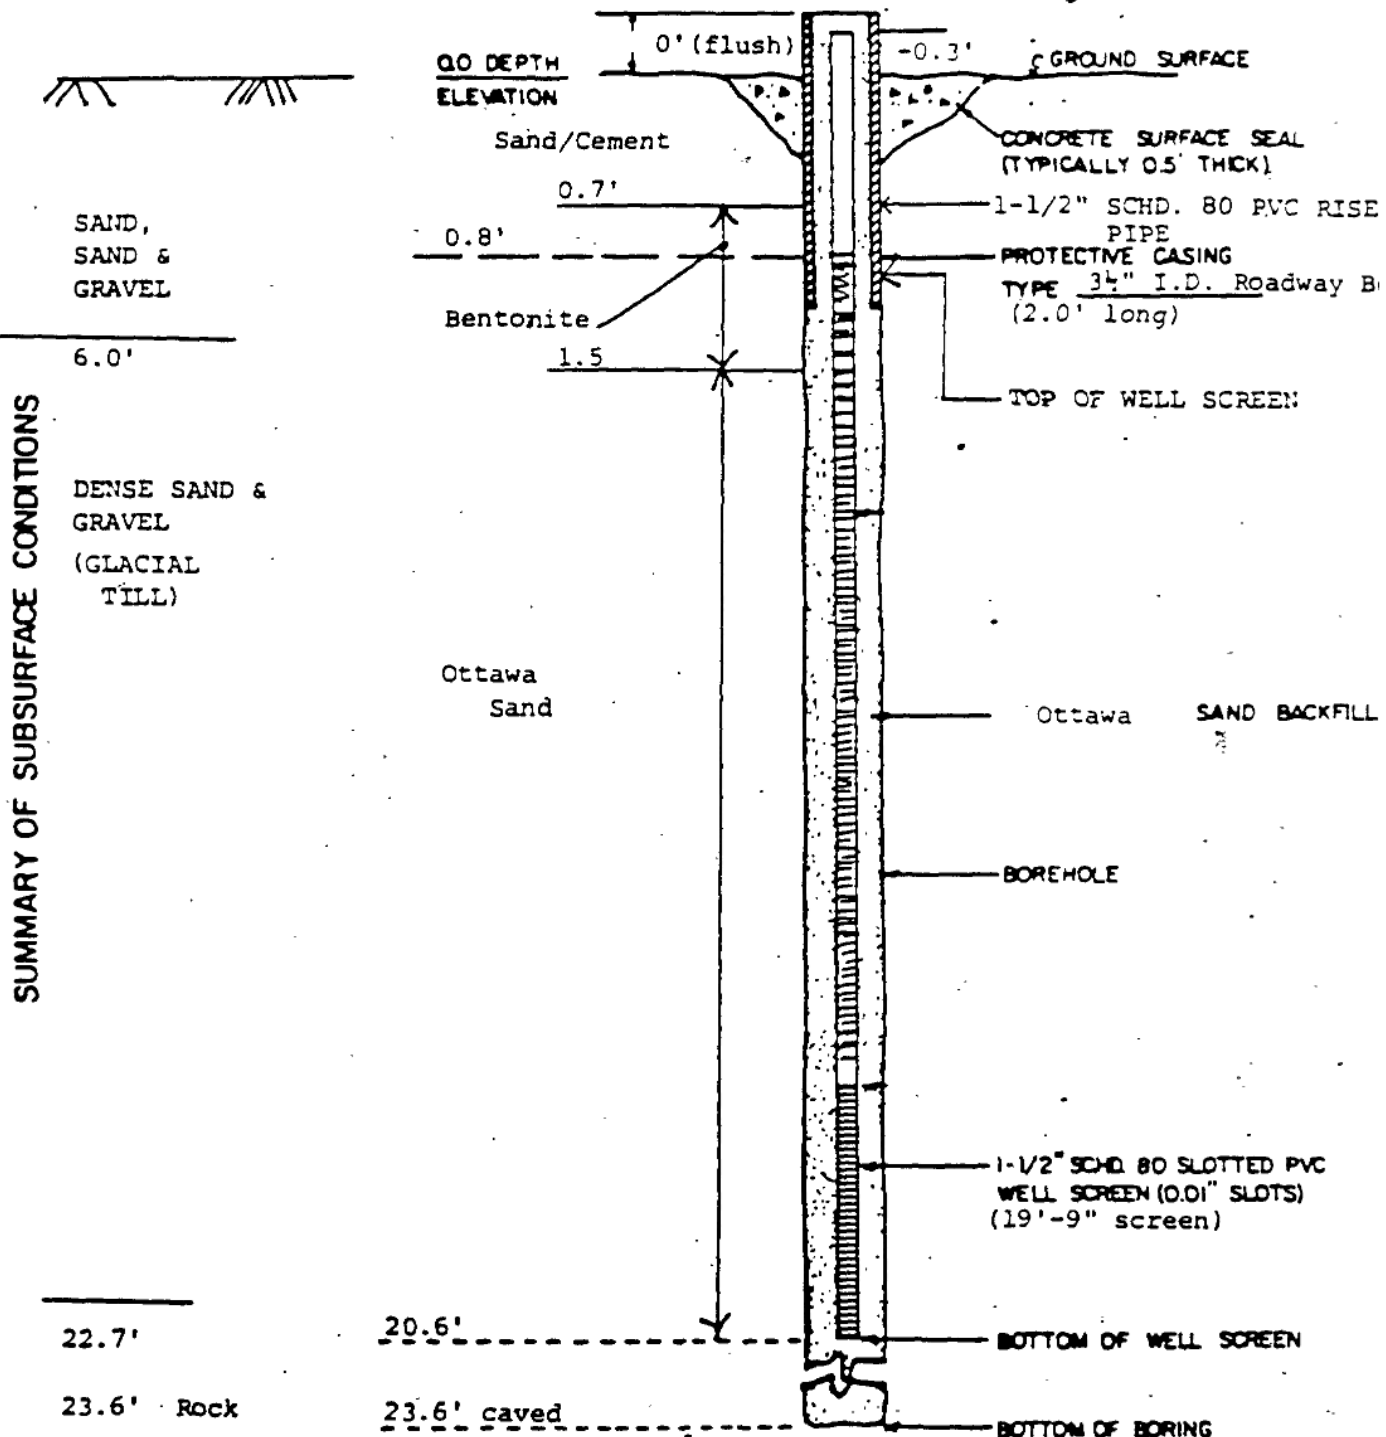 0' (flush)
-0.3'
0.0 DEPTH
ELEVATION
GROUND SURFACE
Sand/Cement
CONCRETE SURFACE SEAL
(TYPICALLY 0.5' THICK)
0.7'
1-1/2" SCHD. 80 PVC RISE
PIPE
SAND,
SAND &
GRAVEL
0.8'
PROTECTIVE CASING
TYPE 3½" I.D. Roadway B
(2.0' long)
Bentonite
6.0'
1.5
TOP OF WELL SCREEN
SUMMARY OF SUBSURFACE CONDITIONS
DENSE SAND &
GRAVEL
(GLACIAL
TILL)
Ottawa
Sand
Ottawa SAND BACKFILL
BOREHOLE
1-1/2" SCHD. 80 SLOTTED PVC
WELL SCREEN (0.01" SLOTS)
(19'-9" screen)
22.7'
20.6'
BOTTOM OF WELL SCREEN
23.6' Rock
23.6' caved
BOTTOM OF BORING